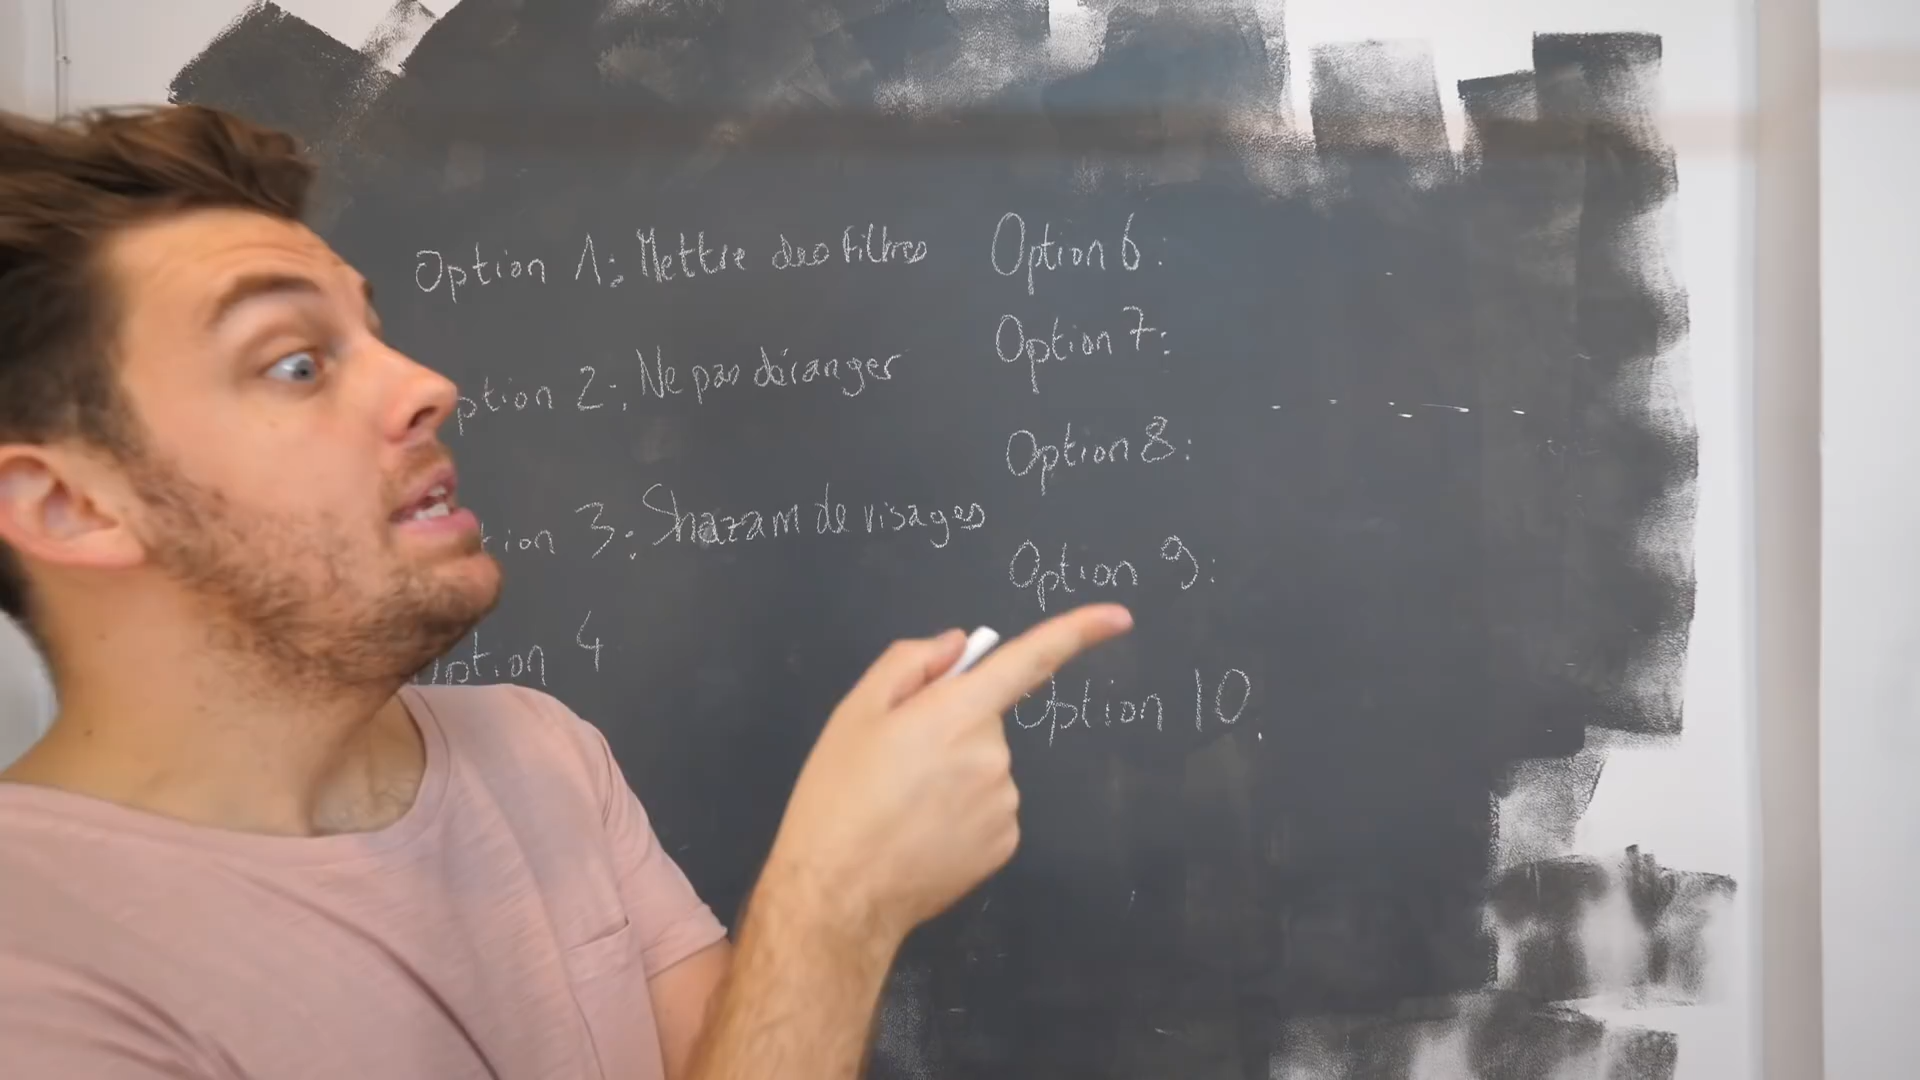 Option 1: Mettre des filtres
ption 2: Ne pas déranger
tion 3: Shazam de visages
Option 4
Option 6:
Option 7:
Option 8:
Option 9:
Option 10